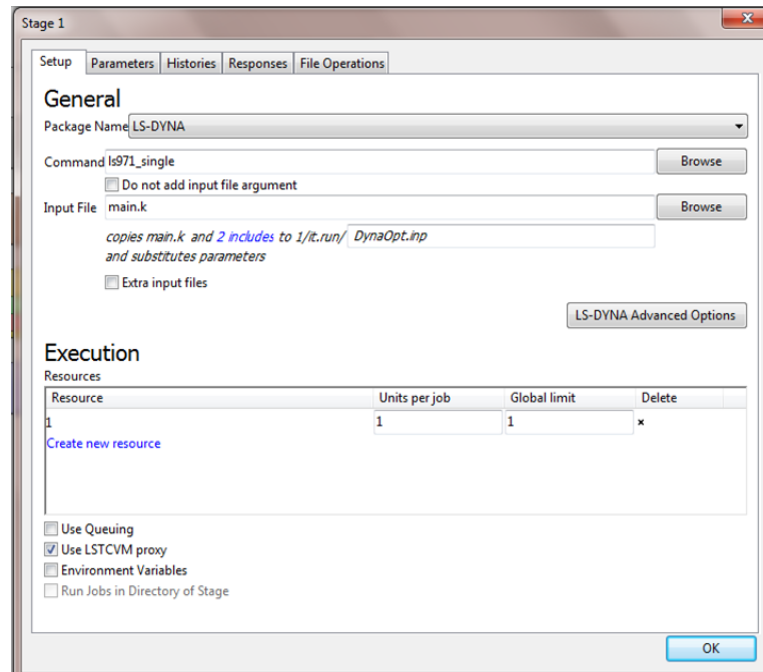 Stage 1
Setup Parameters Histories Responses File Operations
General
Package Name LS-DYNA
Command ls971_single Browse
Do not add input file argument
Input File main.k Browse
copies main.k and 2 includes to 1/it.run/ DynaOpt.inp
and substitutes parameters
Extra input files
LS-DYNA Advanced Options
Execution
Resources
Resource Units per job Global limit Delete
1 1 1 ×
Create new resource
Use Queuing
Use LSTCVM proxy
Environment Variables
Run Jobs in Directory of Stage
OK